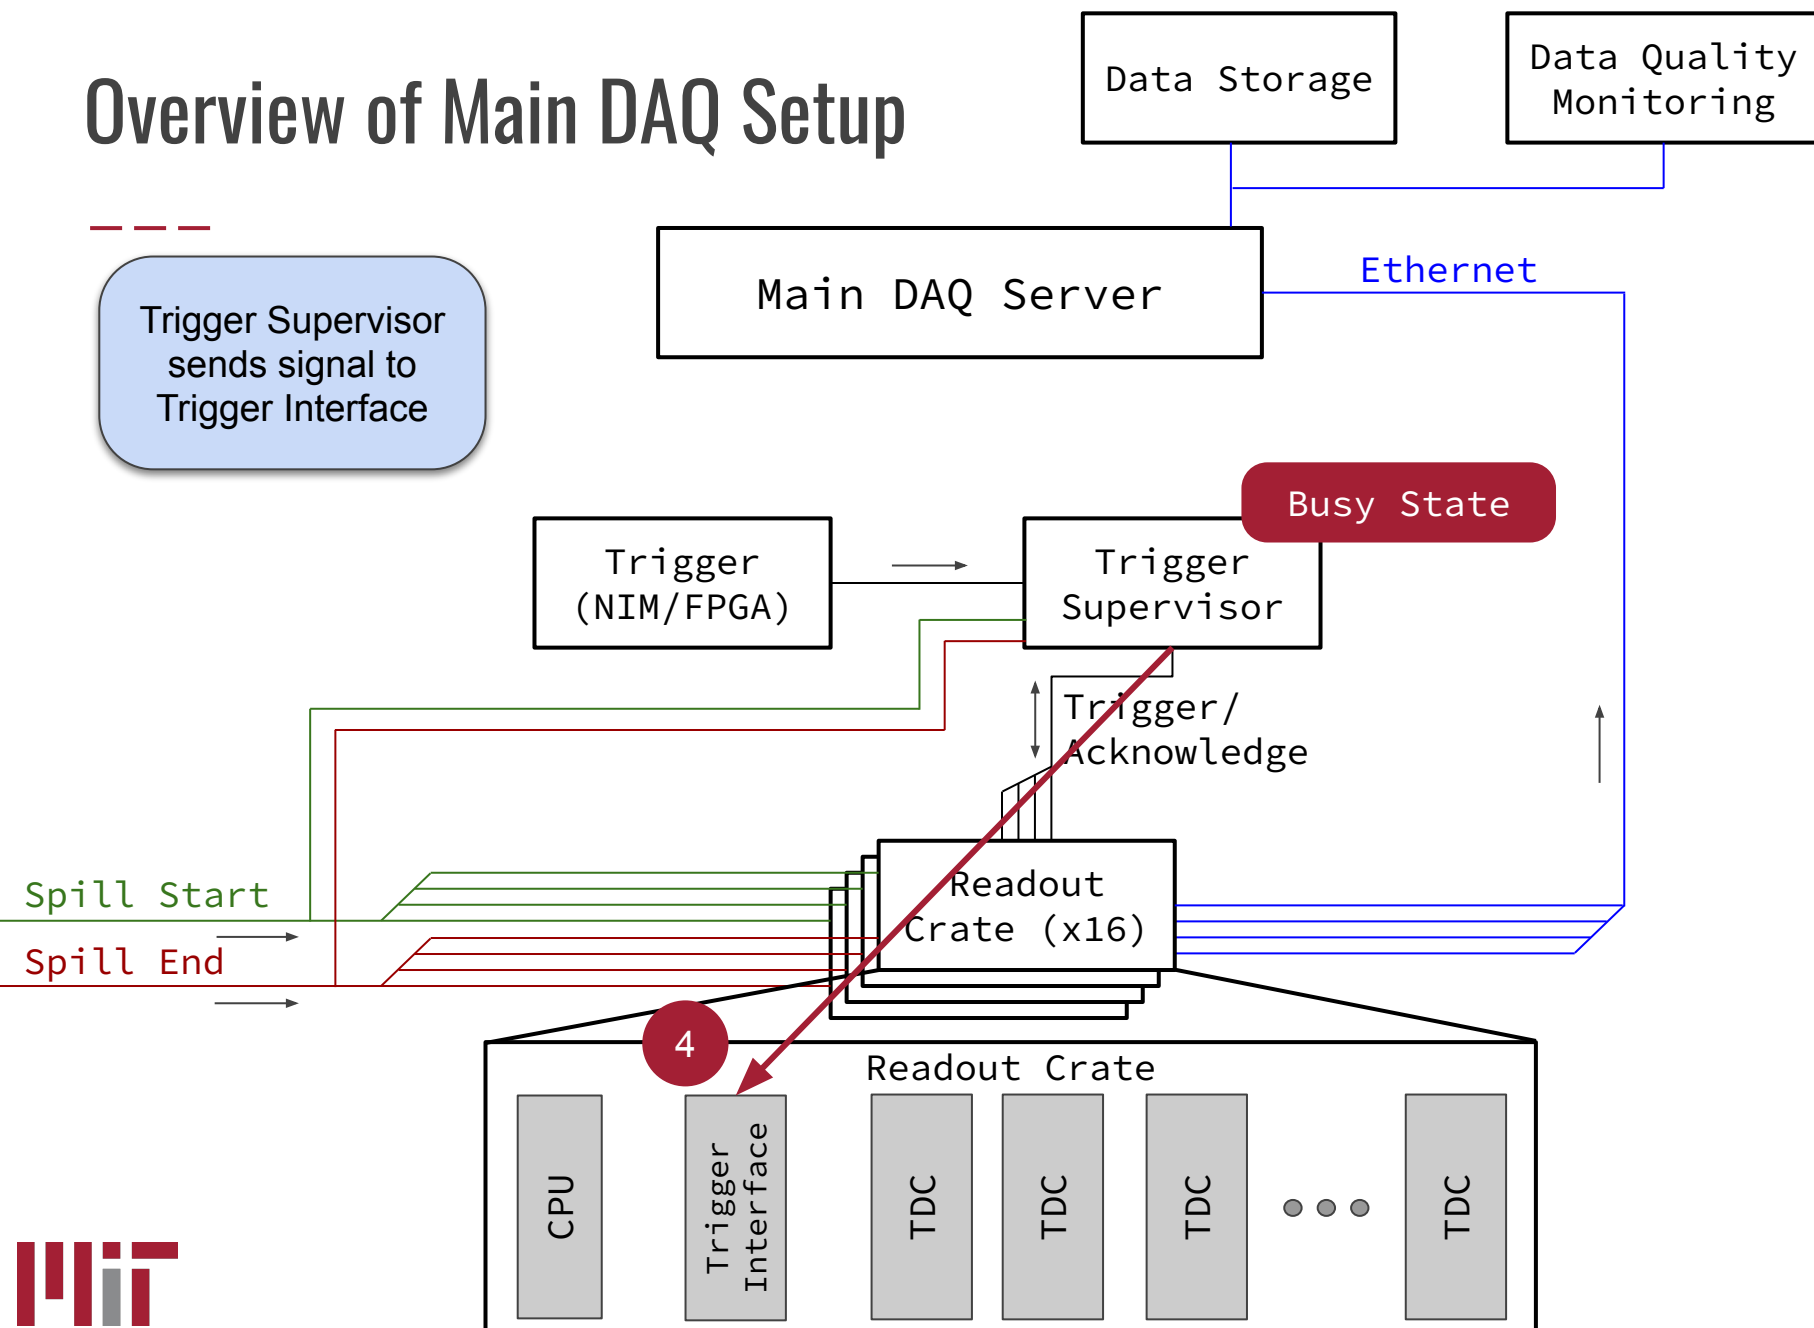 Overview of Main DAQ Setup
Data Storage
Data Quality
Monitoring
Main DAQ Server
Ethernet
Trigger Supervisor
sends signal to
Trigger Interface
Busy State
Trigger
(NIM/FPGA)
Trigger
Supervisor
Trigger/
Acknowledge
Spill Start
Spill End
Readout
Crate (x16)
4
Readout Crate
CPU
Trigger
Interface
TDC
TDC
TDC
TDC
MIT